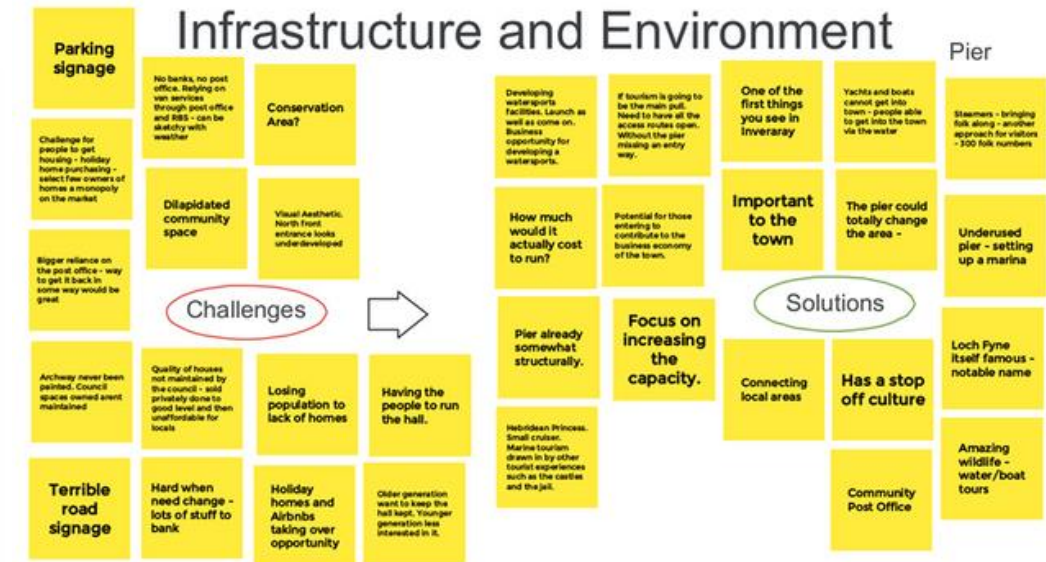 Infrastructure and Environment
Parking
signage
No banks, no post
office. Relying on
van services
through post office
and RBS - can be
sketchy with
weather
Conservation
Area?
Challenge for
people to get
housing - holiday
home purchasing -
select few owners of
homes a monopoly
on the market
Dilapidated
community
space
Visual Aesthetic.
North front
entrance looks
underdeveloped
Bigger reliance on
the post office - way
to get it back in
some way would be
great
Challenges
Archway never been
painted. Council
spaces owned arent
maintained
Quality of houses
not maintained by
the council - sold
privately done to
good level and then
unaffordable for
locals
Losing
population to
lack of homes
Having the
people to run
the hall.
Terrible
road
signage
Hard when
need change -
lots of stuff to
bank
Holiday
homes and
Airbnbs
taking over
opportunity
Older generation
want to keep the
hall kept. Younger
generation less
interested in it.
Pier
Developing
watersports
facilities. Launch as
well as come on.
Business
opportunity for
developing a
watersports.
If tourism is going to
be the main pull.
Need to have all the
access routes open.
Without the pier
missing an entry
way.
One of the
first things
you see in
Inveraray
Yachts and boats
cannot get into
town - people able
to get into the town
via the water
Steamers - bringing
folk along - another
approach for visitors
- 300 folk numbers
How much
would it
actually cost
to run?
Potential for those
entering to
contribute to the
business economy
of the town.
Important
to the
town
The pier could
totally change
the area -
Underused
pier - setting
up a marina
Solutions
Pier already
somewhat
structurally.
Focus on
increasing
the
capacity.
Connecting
local areas
Has a stop
off culture
Loch Fyne
itself famous -
notable name
Hebridean Princess.
Small cruiser.
Marine tourism
drawn in by other
tourist experiences
such as the castles
and the jail.
Community
Post Office
Amazing
wildlife -
water/boat
tours